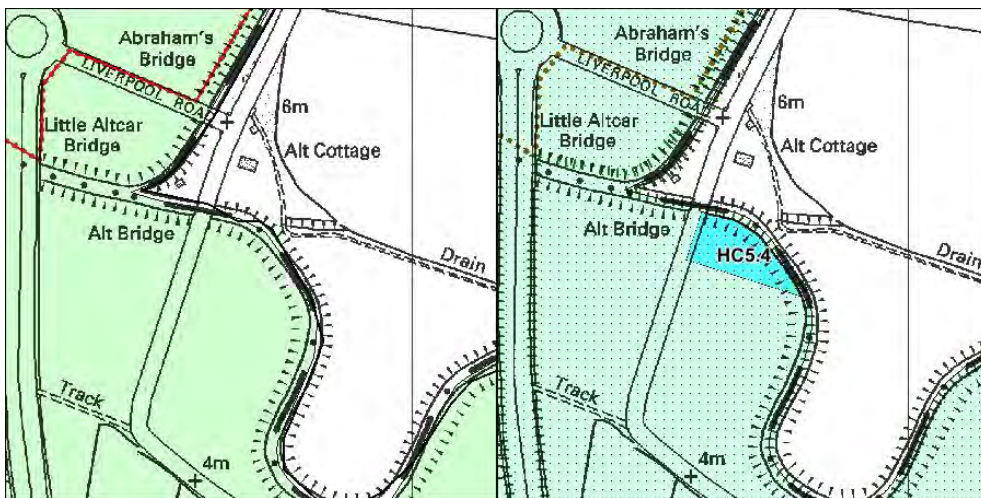 Abraham's
Bridge
LIVERPOOL ROAD
6m
Little Altcar
Bridge
Alt Cottage
Alt Bridge
Drain
Track
4m
Abraham's
Bridge
LIVERPOOL ROAD
6m
Little Altcar
Bridge
Alt Cottage
Alt Bridge
HC5.4
Drain
Track
4m